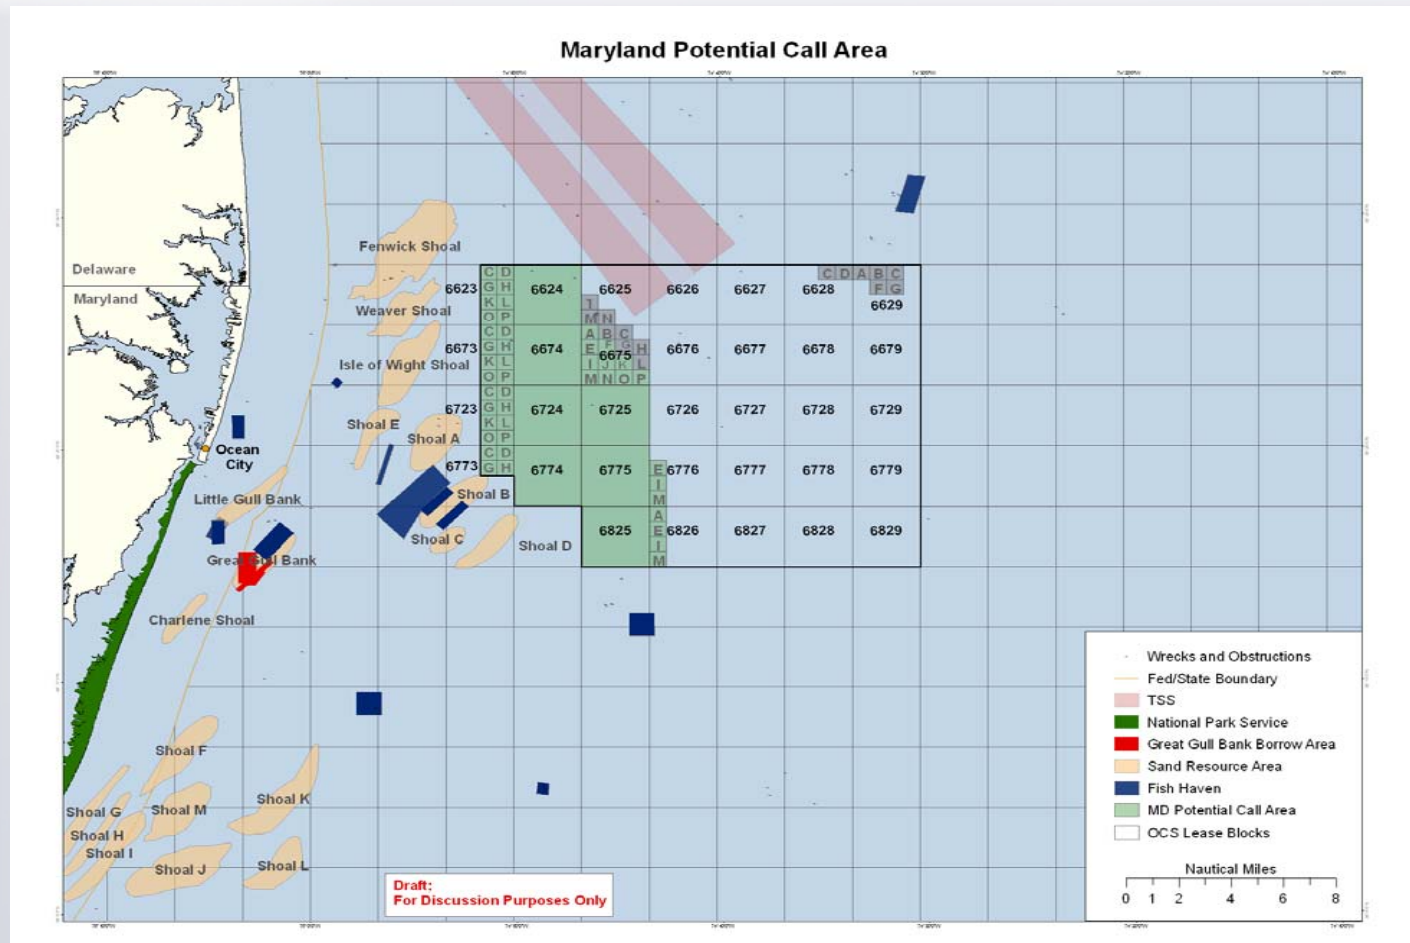 Maryland Potential Call Area
Fenwick Shoal
Delaware
Maryland
Weaver Shoal
Isle of Wight Shoal
Shoal E
Shoal A
Ocean
City
Little Gull Bank
Shoal B
Shoal C
Shoal D
Great Gull Bank
Charlene Shoal
Shoal F
Shoal G
Shoal M
Shoal K
Shoal H
Shoal I
Shoal J
Shoal L
C D C D A B C
6623 G H 6624 6625 6626 6627 6628 F G
K L I 6629
O P M N
C D A B C
6673 G H 6674 E F G H 6676 6677 6678 6679
6675
K L I J K L
O P M N O P
C D
6723 G H 6724 6725 6726 6727 6728 6729
K L
O P
C D
6773 G H 6774 6775 E 6776 6777 6778 6779
I
M
A
6825 E 6826 6827 6828 6829
I
M
Wrecks and Obstructions
Fed/State Boundary
TSS
National Park Service
Great Gull Bank Borrow Area
Sand Resource Area
Fish Haven
MD Potential Call Area
OCS Lease Blocks
Nautical Miles
0 1 2 4 6 8
Draft:
For Discussion Purposes Only